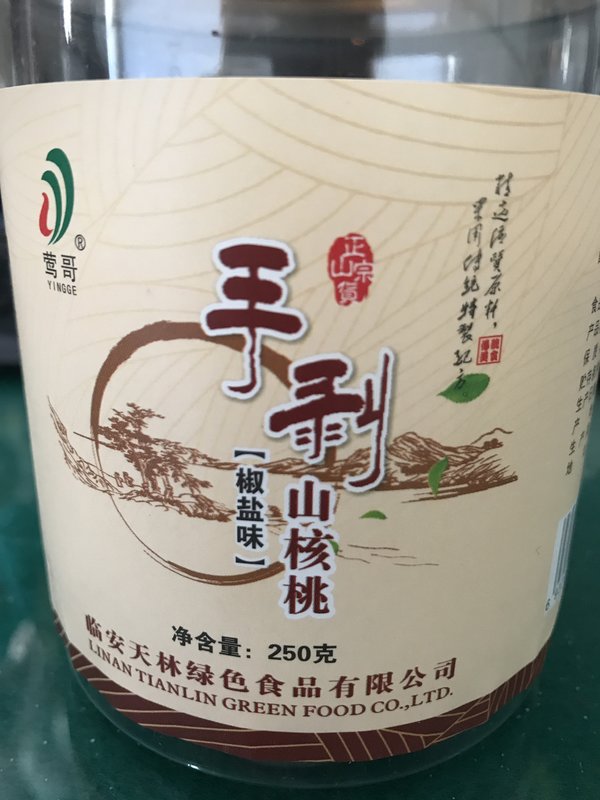 莺哥®
YINGGE
手剥
山核桃
【椒盐味】
正宗
山货
精选优质原料，
采用传统特製配方。
净含量：250克
临安天林绿色食品有限公司
LINAN TIANLIN GREEN FOOD CO.,LTD.